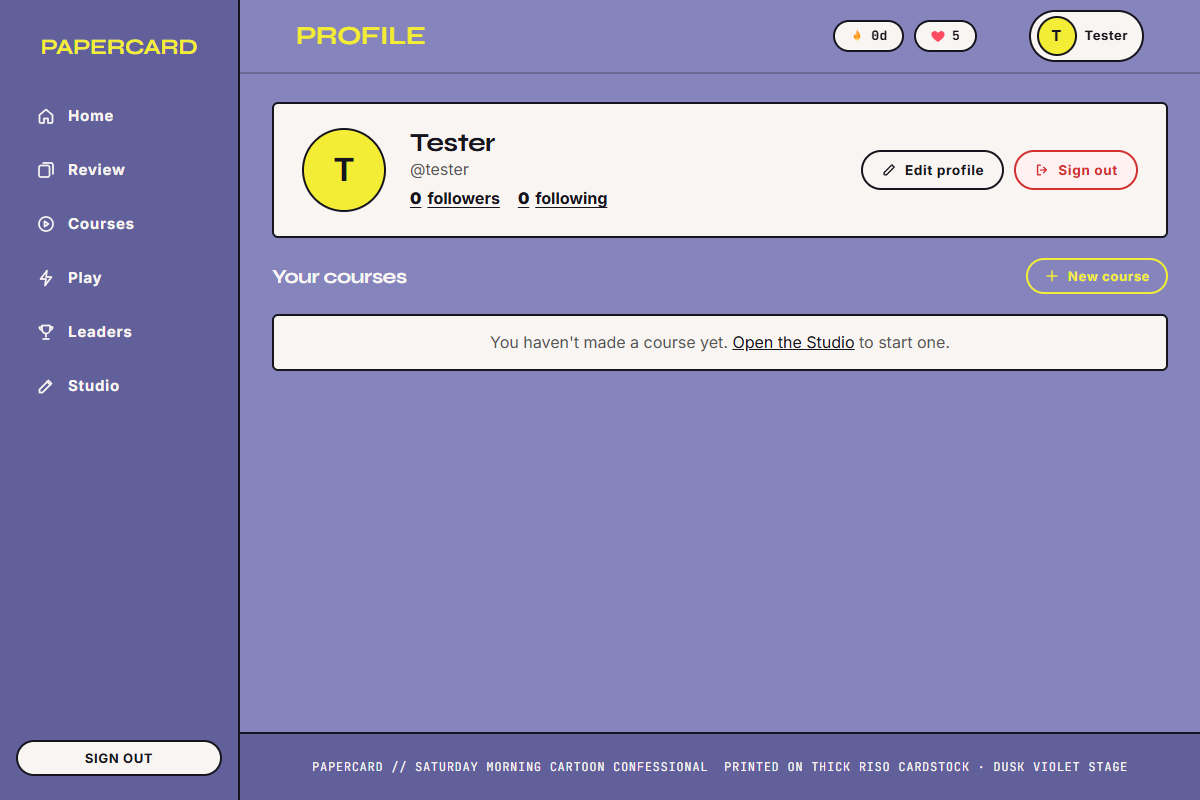 PAPERCARD
Home
Review
Courses
Play
Leaders
Studio
SIGN OUT
PROFILE
0d
5
T
Tester
T
Tester
@tester
0 followers 0 following
Edit profile
Sign out
Your courses
New course
You haven't made a course yet. Open the Studio to start one.
PAPERCARD // SATURDAY MORNING CARTOON CONFESSIONAL PRINTED ON THICK RISO CARDSTOCK · DUSK VIOLET STAGE